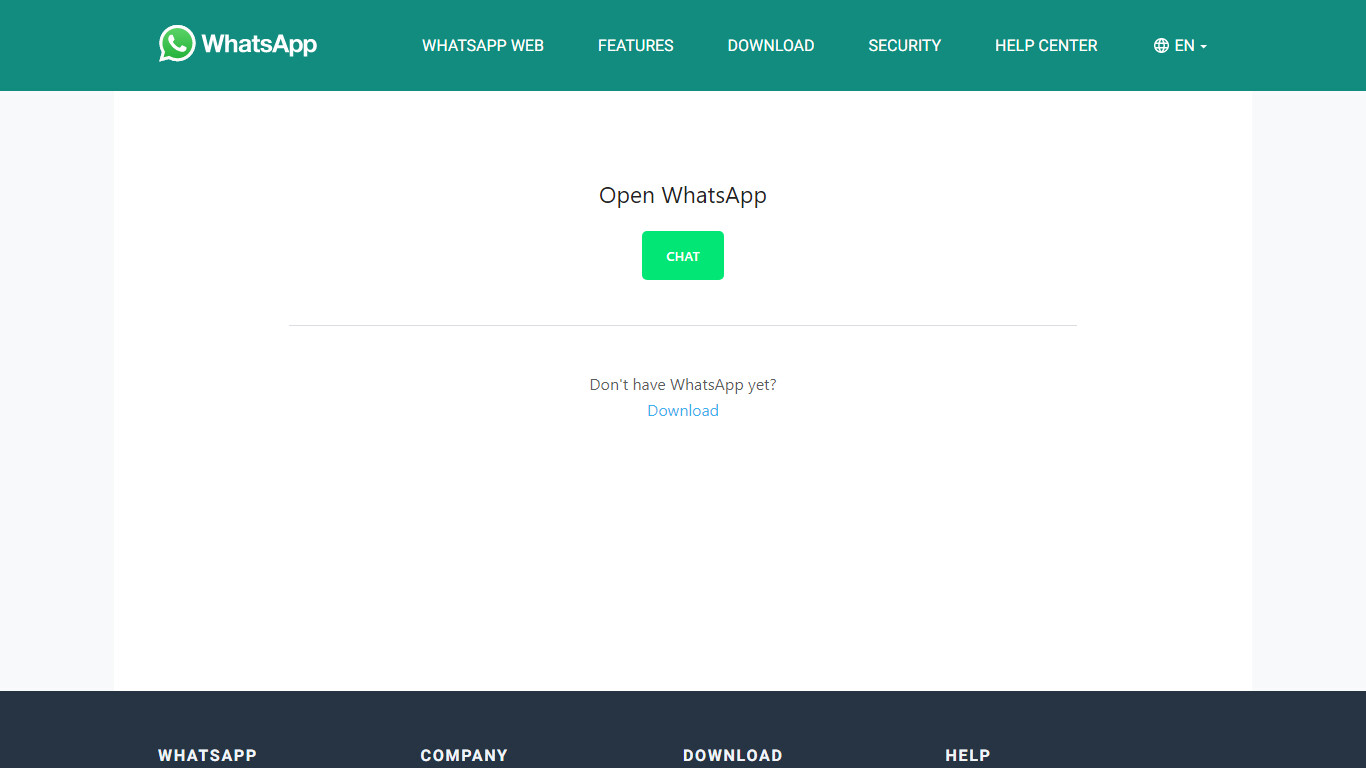 WhatsApp
WHATSAPP WEB
FEATURES
DOWNLOAD
SECURITY
HELP CENTER
EN
Open WhatsApp
CHAT
Don't have WhatsApp yet?
Download
WHATSAPP
COMPANY
DOWNLOAD
HELP